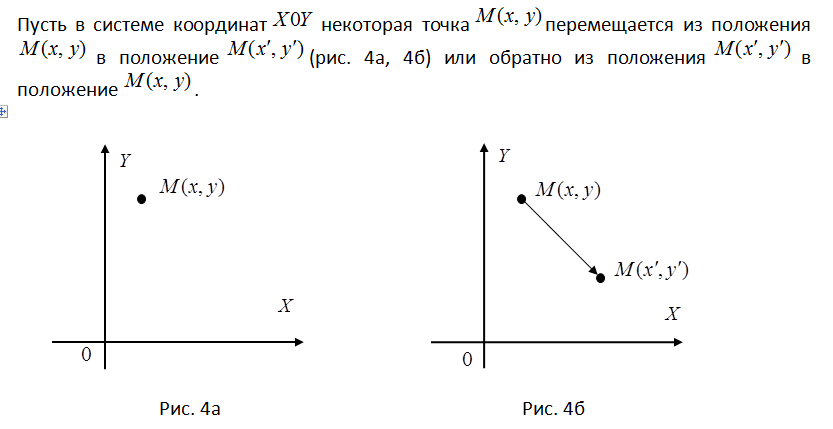 Пусть в системе координат X0Y некоторая точка M(x, y) перемещается из положения
M(x, y) в положение M(x′, y′) (рис. 4а, 4б) или обратно из положения M(x′, y′) в
положение M(x, y) .
Y
M(x, y)
X
0
Y
M(x, y)
M(x′, y′)
X
0
Рис. 4а
Рис. 4б